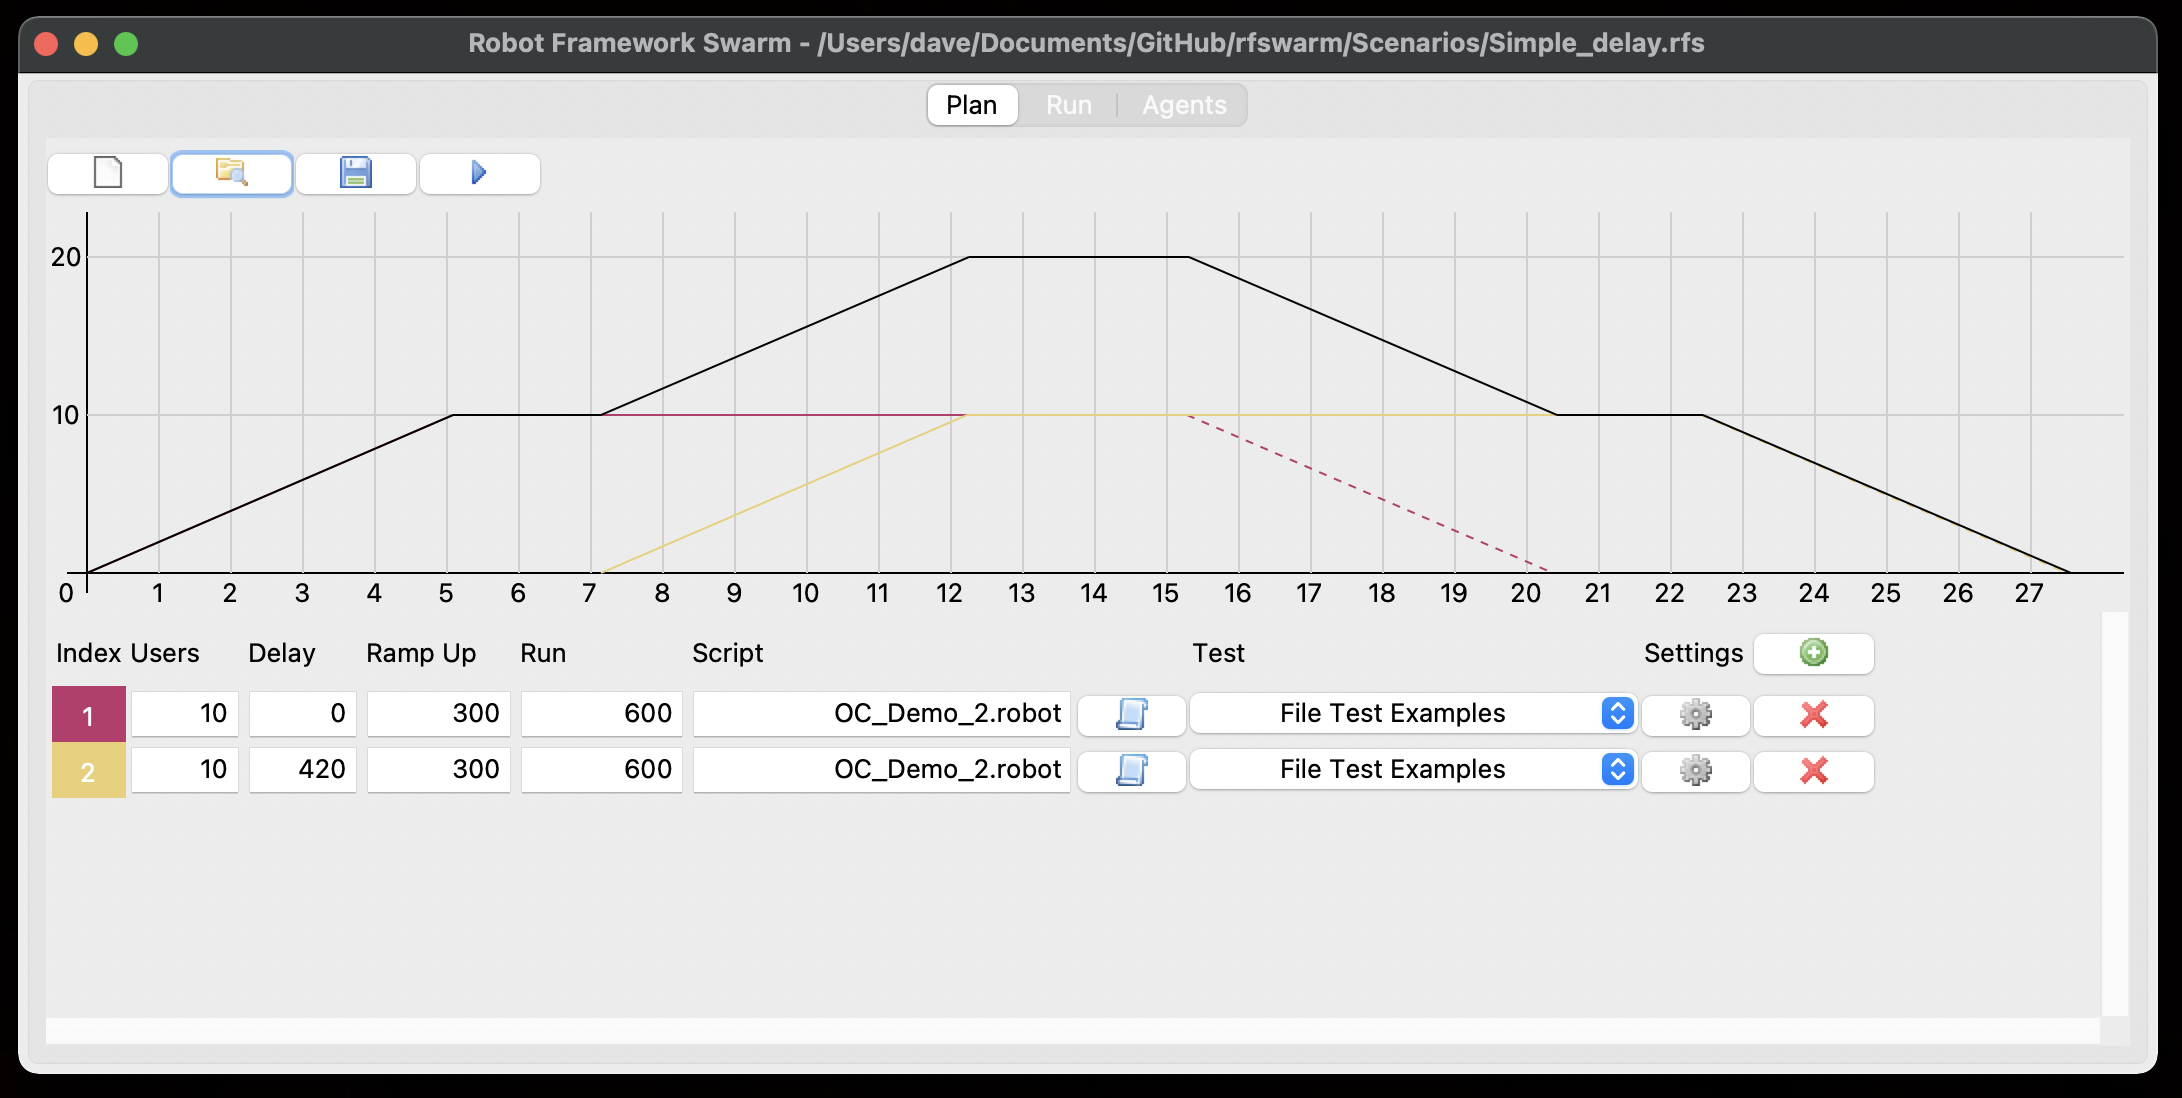 Robot Framework Swarm - /Users/dave/Documents/GitHub/rfswarm/Scenarios/Simple_delay.rfs
Plan Run Agents
20
10
0 1 2 3 4 5 6 7 8 9 10 11 12 13 14 15 16 17 18 19 20 21 22 23 24 25 26 27
Index Users Delay Ramp Up Run Script Test Settings
1 10 0 300 600 OC_Demo_2.robot File Test Examples
2 10 420 300 600 OC_Demo_2.robot File Test Examples